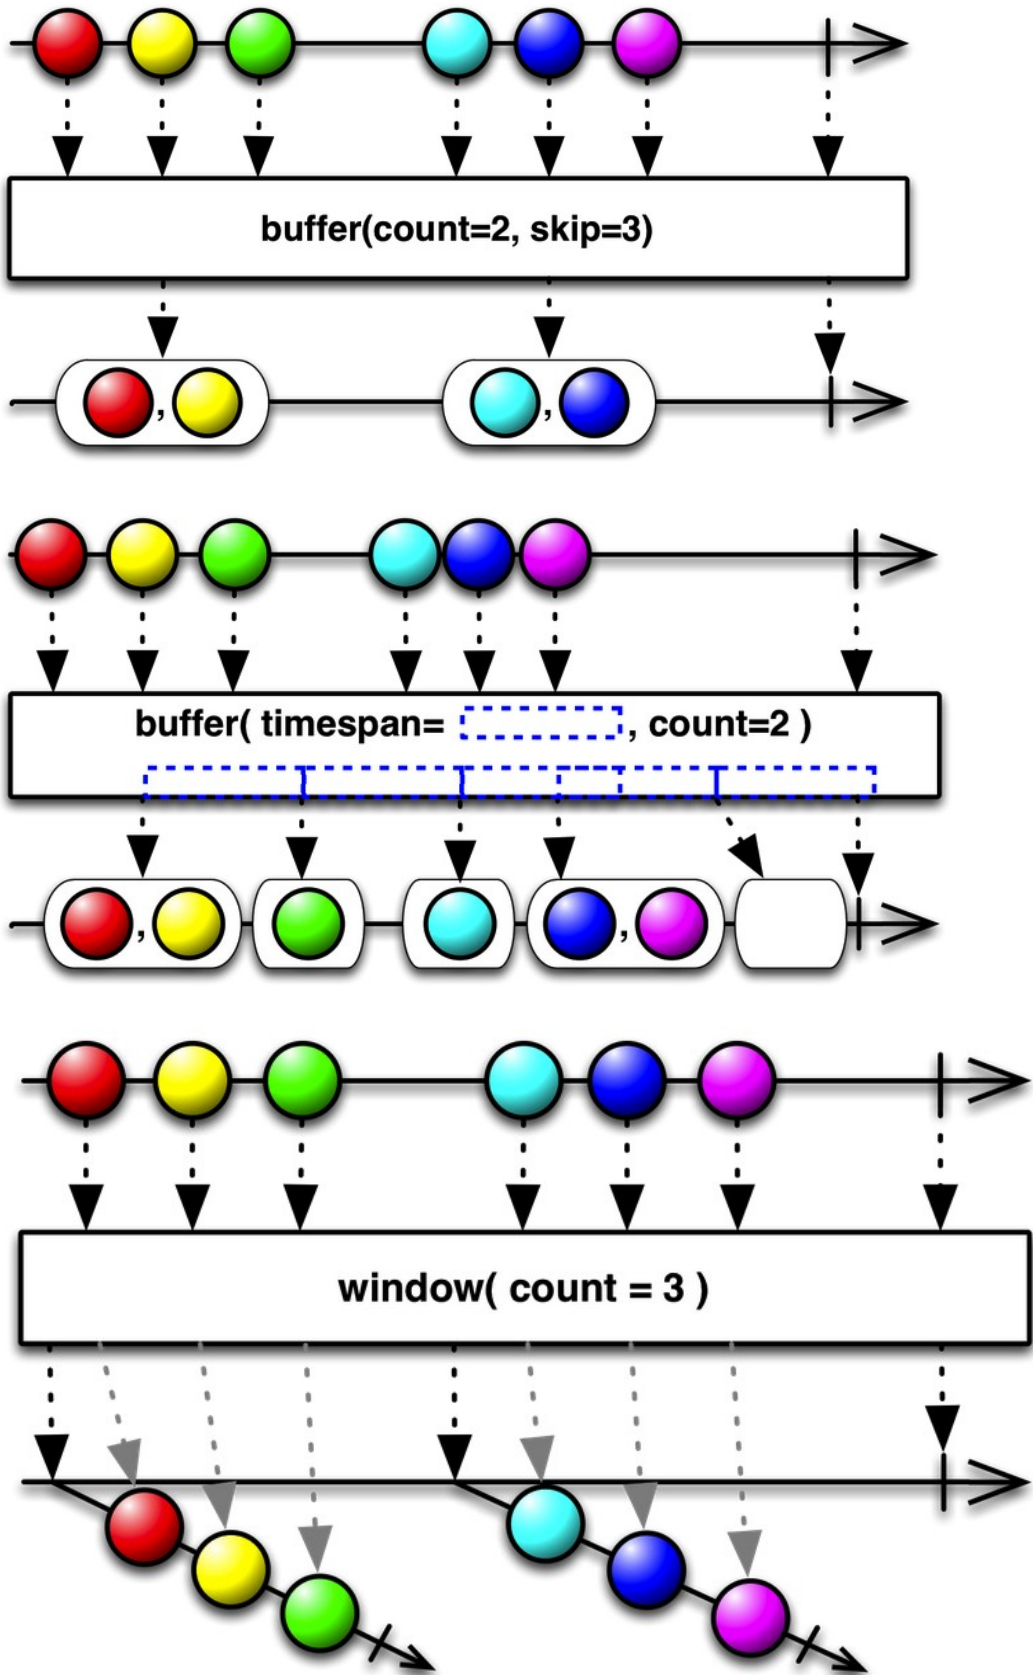 buffer(count=2, skip=3)
,
,
buffer( timespan= , count=2 )
,
,
window( count = 3 )